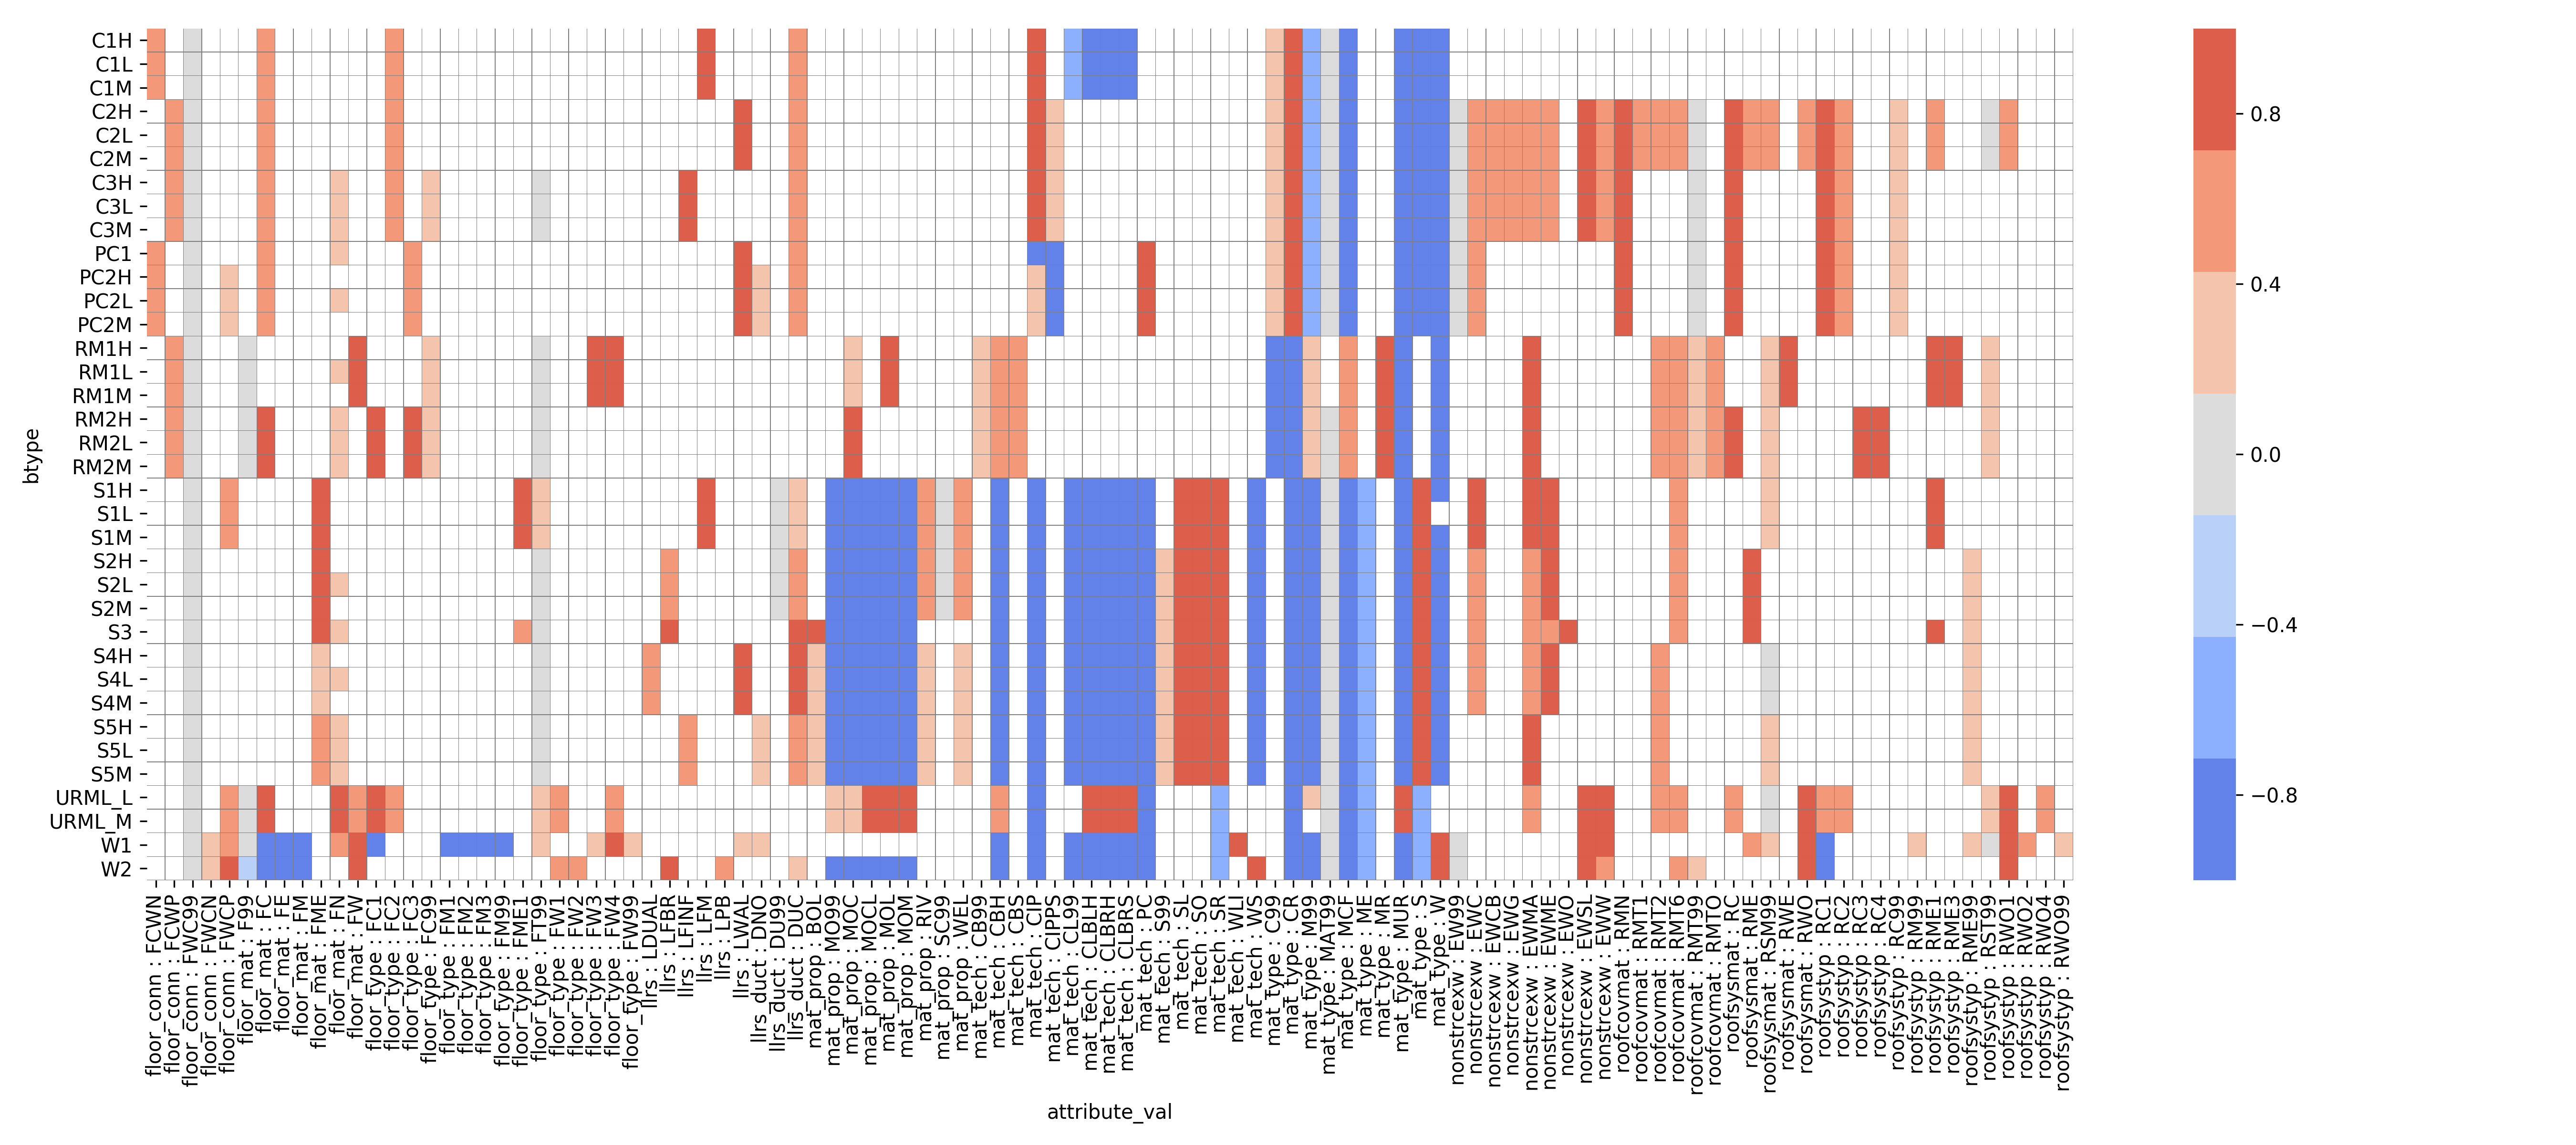 C1H
C1L
C1M
C2H
C2L
C2M
C3H
C3L
C3M
PC1
PC2H
PC2L
PC2M
RM1H
RM1L
RM1M
RM2H
RM2L
RM2M
S1H
S1L
S1M
S2H
S2L
S2M
S3
S4H
S4L
S4M
S5H
S5L
S5M
URML_L
URML_M
W1
W2
btype
floor_conn : FCWN
floor_conn : FCWP
floor_conn : FWC99
floor_conn : FWCN
floor_conn : FWCP
floor_mat : F99
floor_mat : FC
floor_mat : FE
floor_mat : FM
floor_mat : FME
floor_mat : FN
floor_mat : FW
floor_type : FC1
floor_type : FC2
floor_type : FC3
floor_type : FC99
floor_type : FM1
floor_type : FM2
floor_type : FM3
floor_type : FM99
floor_type : FME1
floor_type : FT99
floor_type : FW1
floor_type : FW2
floor_type : FW3
floor_type : FW4
floor_type : FW99
llrs : LDUAL
llrs : LFBR
llrs : LFINF
llrs : LFM
llrs : LPB
llrs : LWAL
llrs_duct : DNO
llrs_duct : DU99
llrs_duct : DUC
mat_prop : BOL
mat_prop : MO99
mat_prop : MOC
mat_prop : MOCL
mat_prop : MOL
mat_prop : MOM
mat_prop : RIV
mat_prop : SC99
mat_prop : WEL
mat_tech : CB99
mat_tech : CBH
mat_tech : CBS
mat_tech : CIP
mat_tech : CIPPS
mat_tech : CL99
mat_tech : CLBLH
mat_tech : CLBRH
mat_tech : CLBRS
mat_tech : PC
mat_tech : S99
mat_tech : SL
mat_tech : SO
mat_tech : SR
mat_tech : WLI
mat_tech : WS
mat_type : C99
mat_type : CR
mat_type : M99
mat_type : MAT99
mat_type : MCF
mat_type : ME
mat_type : MR
mat_type : MUR
mat_type : S
mat_type : W
nonstrcexw : EW99
nonstrcexw : EWC
nonstrcexw : EWCB
nonstrcexw : EWG
nonstrcexw : EWMA
nonstrcexw : EWME
nonstrcexw : EWO
nonstrcexw : EWSL
nonstrcexw : EWW
roofcovmat : RMN
roofcovmat : RMT1
roofcovmat : RMT2
roofcovmat : RMT6
roofcovmat : RMT99
roofcovmat : RMTO
roofsysmat : RC
roofsysmat : RME
roofsysmat : RSM99
roofsysmat : RWE
roofsysmat : RWO
roofsystyp : RC1
roofsystyp : RC2
roofsystyp : RC3
roofsystyp : RC4
roofsystyp : RC99
roofsystyp : RM99
roofsystyp : RME1
roofsystyp : RME3
roofsystyp : RME99
roofsystyp : RST99
roofsystyp : RWO1
roofsystyp : RWO2
roofsystyp : RWO4
roofsystyp : RWO99
attribute_val
0.8
0.4
0.0
−0.4
−0.8